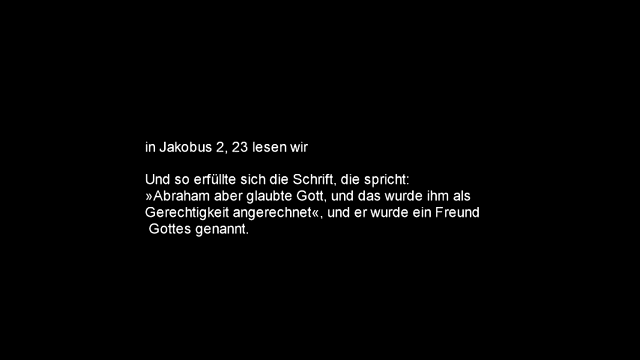 in Jakobus 2, 23 lesen wir
Und so erfüllte sich die Schrift, die spricht:
»Abraham aber glaubte Gott, und das wurde ihm als
Gerechtigkeit angerechnet«, und er wurde ein Freund
Gottes genannt.